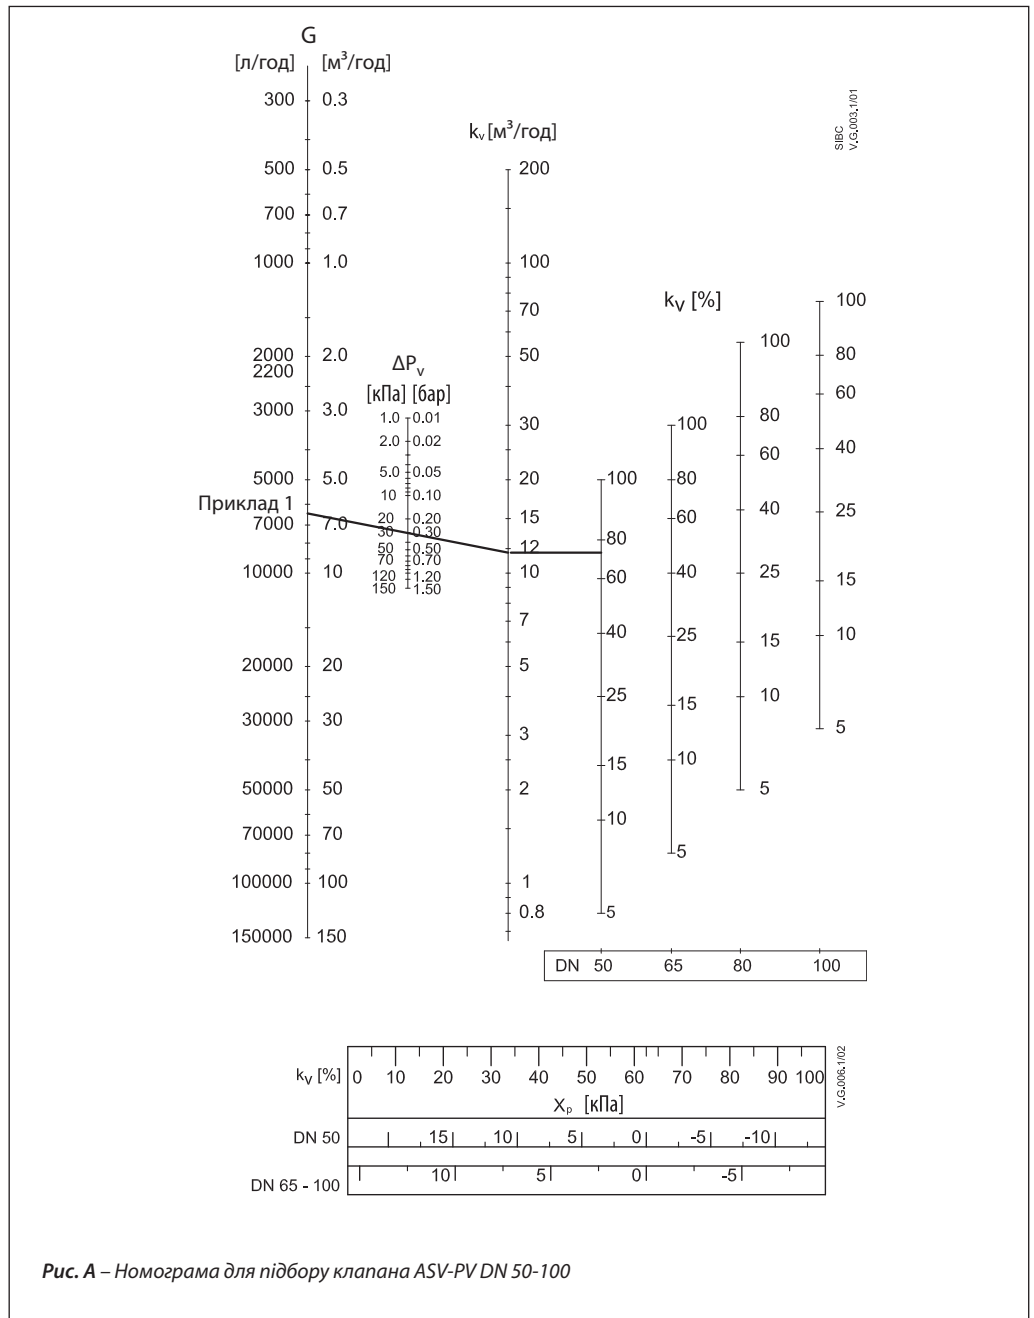 G
[л/год] [м³/год]
300 0.3
SIBC
V.G.003.1/01
kv [м³/год]
500 0.5 200
700 0.7
1000 1.0 100
kV [%]
100
70
100
2000 2.0 50 80
2200
ΔPv
[кПа] [бар]
60
3000 3.0
1.0 0.01
30 100 80
2.0 0.02
60 40
5.0 0.05
5000 5.0 20 100 80
10 0.10
Приклад 1
40 25
7000 7.0
20 0.20
15 60
30 0.30
80
50 0.50
12
70 0.70
10000 10
120 1.20
10 60 40 25 15
150 1.50
7 40 25 15 10
20000 20 5
25 15 10
30000 30 3
5
15 10
50000 50 2 5
10
70000 70
5
100000 100 1
0.8 5
150000 150
DN 50 65 80 100
kV [%] 0 10 20 30 40 50 60 70 80 90 100
V.G.006.1/02
Xp [кПа]
DN 50 15 10 5 0 -5 -10
DN 65 - 100 10 5 0 -5
Рис. А – Номограма для підбору клапана ASV-PV DN 50-100